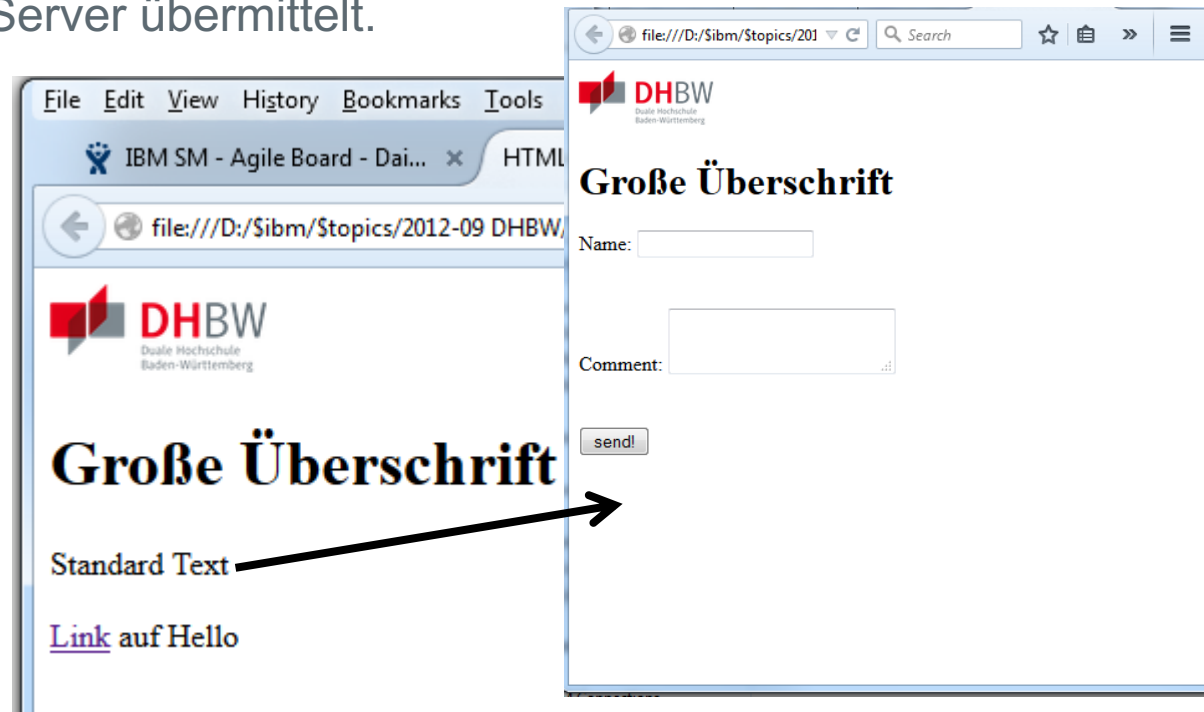 Server übermittelt.
File Edit View History Bookmarks Tools
IBM SM - Agile Board - Dai... × HTML
file:///D:/$ibm/$topics/2012-09 DHBW/
DHBW
Duale Hochschule
Baden-Württemberg
Große Überschrift
Standard Text
Link auf Hello
file:///D:/$ibm/$topics/201
Search
DHBW
Duale Hochschule
Baden-Württemberg
Große Überschrift
Name:
Comment:
send!